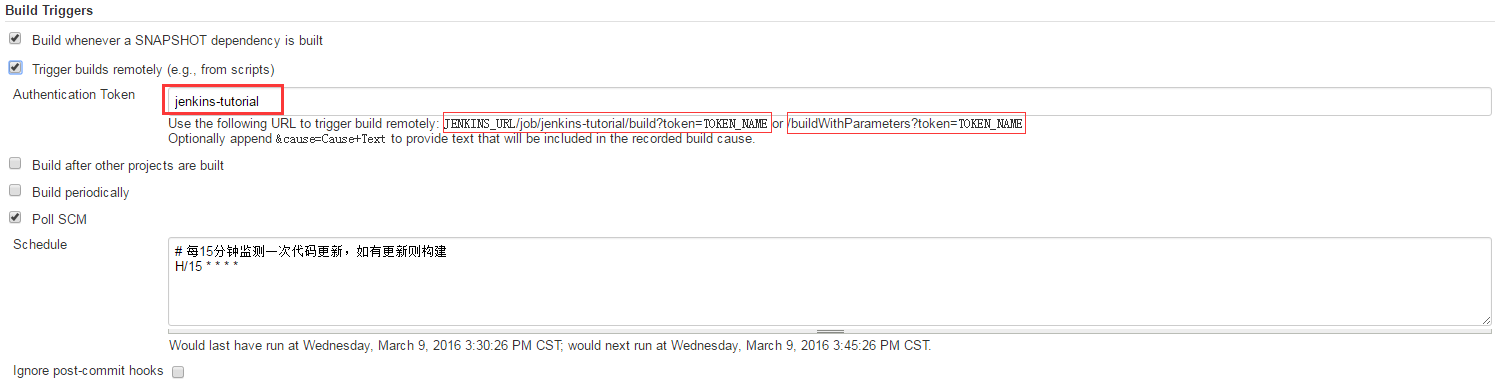 Build Triggers
Build whenever a SNAPSHOT dependency is built
Trigger builds remotely (e.g., from scripts)
Authentication Token
jenkins-tutorial
Use the following URL to trigger build remotely: JENKINS_URL/job/jenkins-tutorial/build?token=TOKEN_NAME or /buildWithParameters?token=TOKEN_NAME
Optionally append &cause=Cause+Text to provide text that will be included in the recorded build cause.
Build after other projects are built
Build periodically
Poll SCM
Schedule
# 每15分钟监测一次代码更新，如有更新则构建
H/15 * * * *
Would last have run at Wednesday, March 9, 2016 3:30:26 PM CST; would next run at Wednesday, March 9, 2016 3:45:26 PM CST.
Ignore post-commit hooks